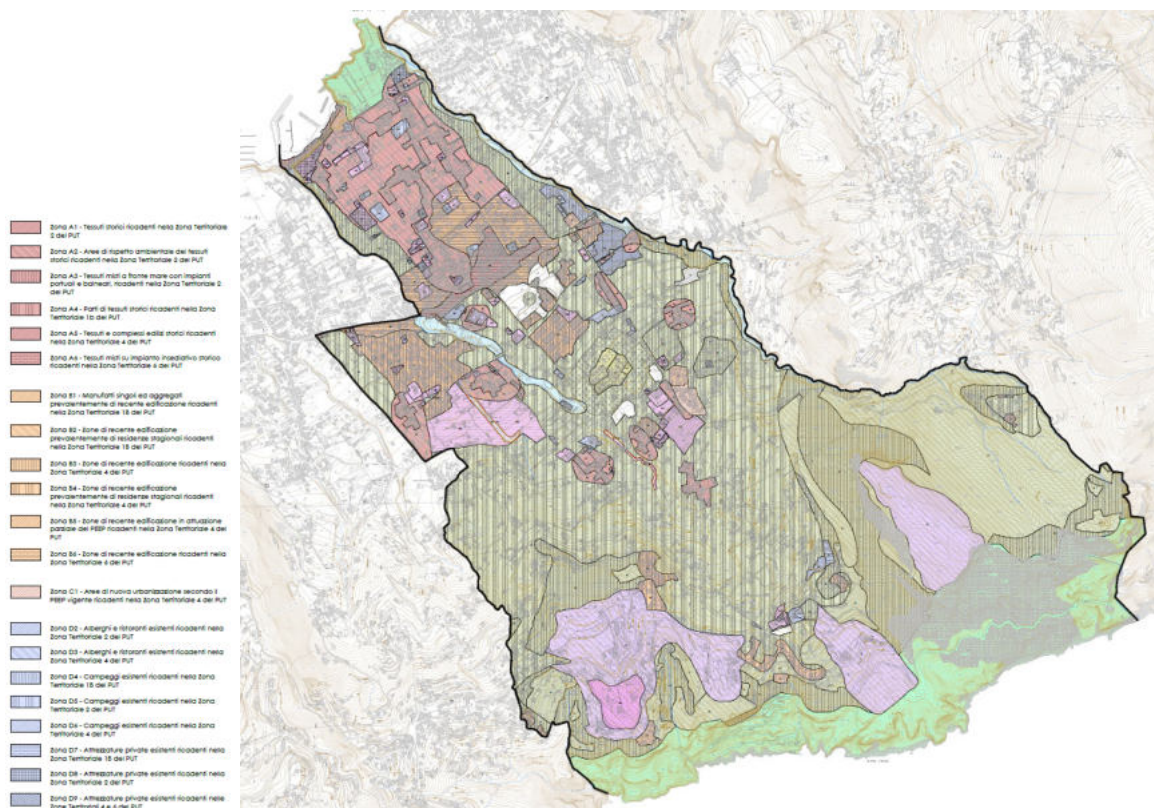 Zona A1 - Tessuti storici ricadenti nella Zona Territoriale
2 del PUT
Zona A2 - Aree di rispetto ambientale dei tessuti
storici ricadenti nella Zona Territoriale 2 del PUT
Zona A3 - Tessuti misti a fronte mare con impianti
portuali e balneari, ricadenti nella Zona Territoriale 2
del PUT
Zona A4 - Parti di tessuti storici ricadenti nella Zona
Territoriale 1b del PUT
Zona A5 - Tessuti e complessi edilizi storici ricadenti
nella Zona Territoriale 4 del PUT
Zona A6 - Tessuti misti su impianto insediativo storico
ricadenti nella Zona Territoriale 6 del PUT
Zona B1 - Manufatti singoli ed aggregati
prevalentemente di recente edificazione ricadenti
nella Zona Territoriale 1B del PUT
Zona B2 - Zone di recente edificazione
prevalentemente di residenze stagionali ricadenti
nella Zona Territoriale 1B del PUT
Zona B3 - Zone di recente edificazione ricadenti nella
Zona Territoriale 4 del PUT
Zona B4 - Zone di recente edificazione
prevalentemente di residenze stagionali ricadenti
nella Zona Territoriale 4 del PUT
Zona B5 - Zone di recente edificazione in attuazione
parziale del PEEP ricadenti nella Zona Territoriale 4 del
PUT
Zona B6 - Zone di recente edificazione ricadenti nella
Zona Territoriale 6 del PUT
Zona C1 - Aree di nuova urbanizzazione secondo il
PEEP vigente ricadenti nella Zona Territoriale 4 del PUT
Zona D2 - Alberghi e ristoranti esistenti ricadenti nella
Zona Territoriale 2 del PUT
Zona D3 - Alberghi e ristoranti esistenti ricadenti nella
Zona Territoriale 4 del PUT
Zona D4 - Campeggi esistenti ricadenti nella Zona
Territoriale 1B del PUT
Zona D5 - Campeggi esistenti ricadenti nella Zona
Territoriale 2 del PUT
Zona D6 - Campeggi esistenti ricadenti nella Zona
Territoriale 4 del PUT
Zona D7 - Attrezzature private esistenti ricadenti nella
Zona Territoriale 1B del PUT
Zona D8 - Attrezzature private esistenti ricadenti nella
Zona Territoriale 2 del PUT
Zona D9 - Attrezzature private esistenti ricadenti nelle
Zone Territoriali 4 e 6 del PUT